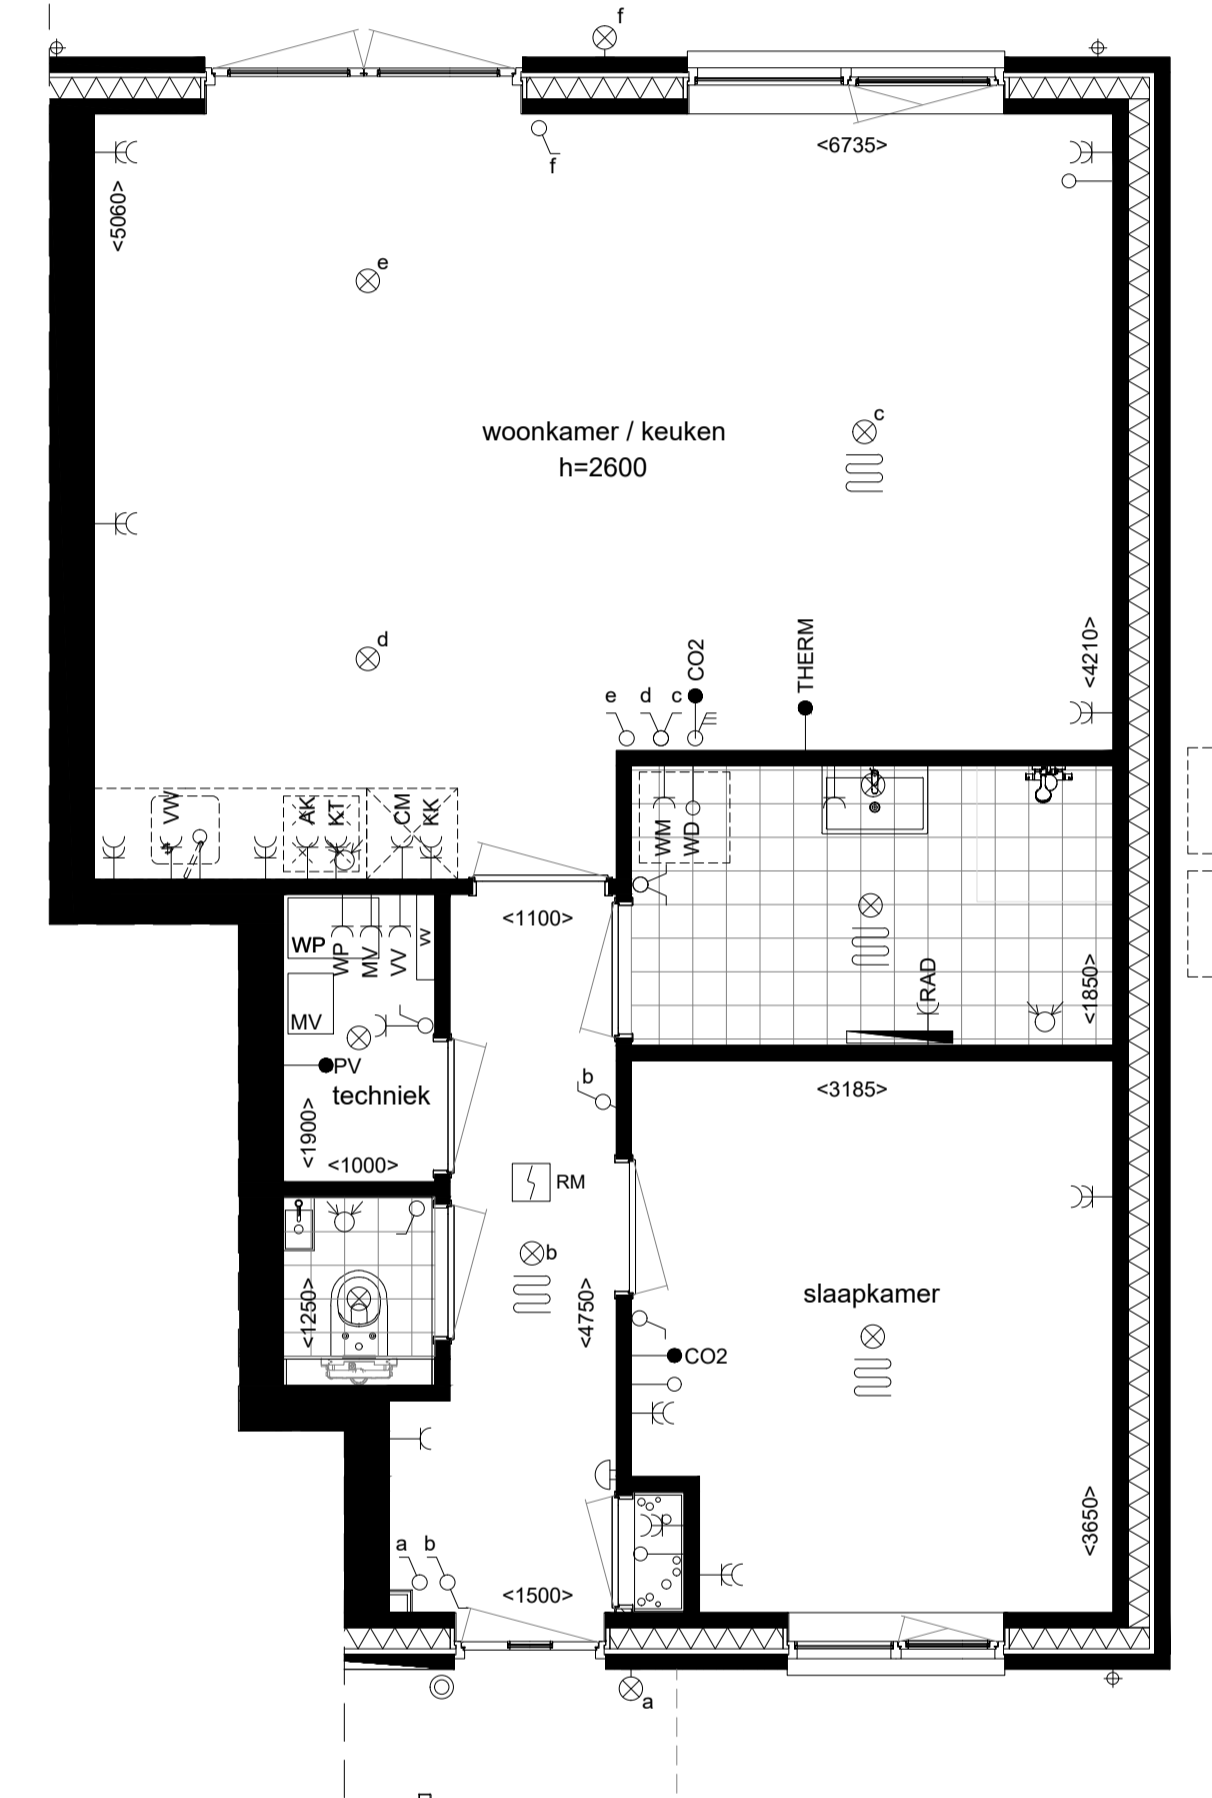 f
f
<6735>
<5060>
e
c
woonkamer / keuken
h=2600
d
<4210>
THERM
CO2
e
d
c
VW
AK
KT
CM
KK
WM
WD
<1100>
WP
WP
MV
VV
V
MV
RAD
<1850>
PV
techniek
b
<3185>
<1900>
<1000>
RM
b
<1250>
<4750>
slaapkamer
CO2
<3650>
a
b
<1500>
a